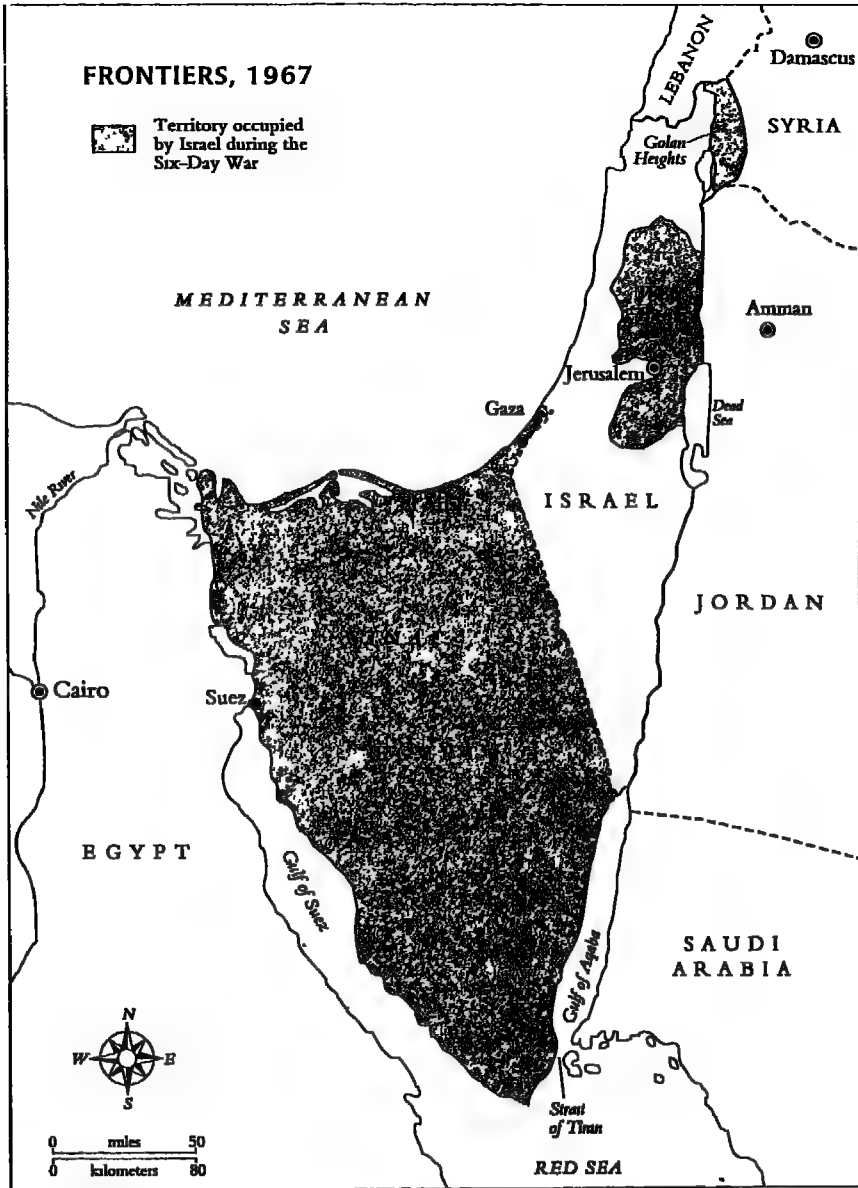 FRONTIERS, 1967
Territory occupied
by Israel during the
Six-Day War
LEBANON
Damascus
SYRIA
Golan
Heights
MEDITERRANEAN
SEA
Amman
Jerusalem
Gaza
Dead
Sea
Nile River
ISRAEL
JORDAN
SINAI
Cairo
Suez
EGYPT
Gulf of Suez
Gulf of Aqaba
SAUDI
ARABIA
N
W E
S
Strait
of Tiran
0 miles 50
0 kilometers 80
RED SEA